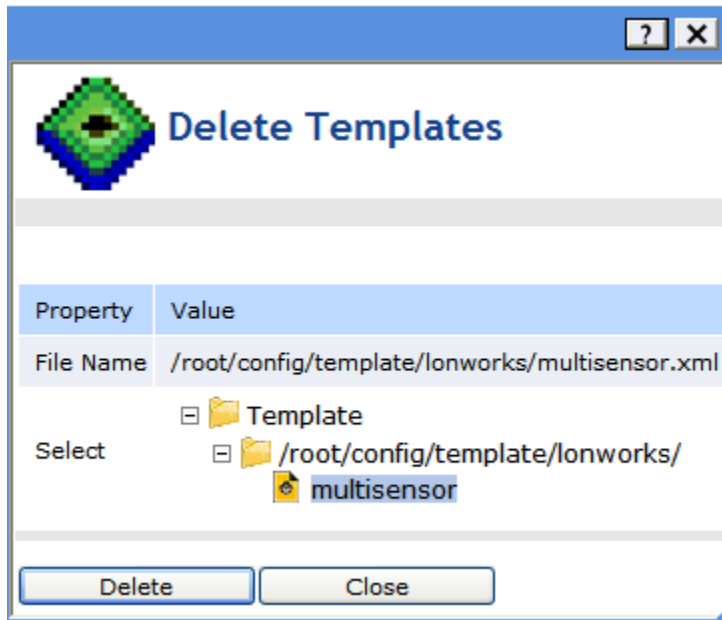 ?
Delete Templates
Property Value
File Name /root/config/template/lonworks/multisensor.xml
Select
Template
/root/config/template/lonworks/
multisensor
Delete Close